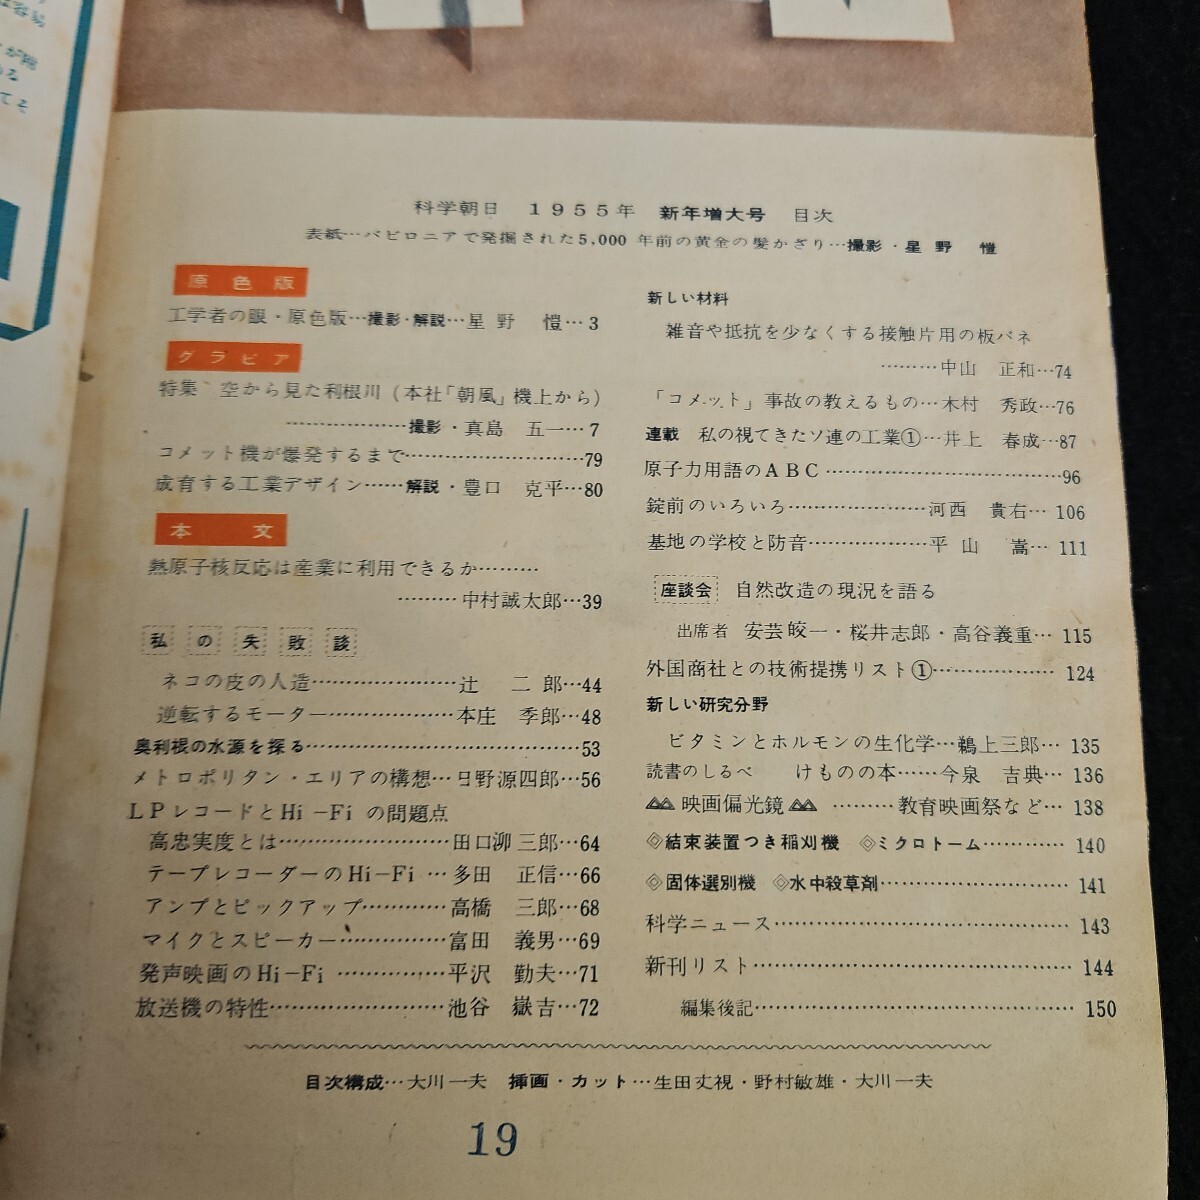 科学朝日 1955年 新年増大号 目次
表紙…バビロニアで発掘された5,000年前の黄金の髪かざり…撮影・星野 愷
原色版
工学者の眼・原色版…撮影・解説…星野 愷…3
グラビア
特集 空から見た利根川(本社「朝風」機上から)
………………撮影・真島 五一…7
コメット機が爆発するまで………………………79
成育する工業デザイン……解説・豊口 克平…80
本文
熱原子核反応は産業に利用できるか………
………中村誠太郎…39
私の失敗談
ネコの皮の人造…………………辻 二郎…44
逆転するモーター………………本庄 季郎…48
奥利根の水源を探る…………………………………53
メトロポリタン・エリアの構想…日野源四郎…56
LPレコードとHi-Fiの問題点
高忠実度とは……………………田口泖三郎…64
テープレコーダーのHi-Fi…多田 正信…66
アンプとピックアップ…………高橋 三郎…68
マイクとスピーカー……………富田 義男…69
発声映画のHi-Fi……………平沢 勤夫…71
放送機の特性……………………池谷 嶽吉…72
新しい材料
雑音や抵抗を少なくする接触片用の板バネ
………中山 正和…74
「コメット」事故の教えるもの…木村 秀政…76
連載 私の視てきたソ連の工業①…井上 春成…87
原子力用語のABC………………………………96
錠前のいろいろ…………………河西 貴右…106
基地の学校と防音………………平山 嵩…111
座談会 自然改造の現況を語る
出席者 安芸皎一・桜井志郎・高谷義重…115
外国商社との技術提携リスト①………………124
新しい研究分野
ビタミンとホルモンの生化学…鵜上三郎…135
読書のしるべ けものの本……今泉 吉典…136
映画偏光鏡………教育映画祭など…138
◎結束装置つき稲刈機 ◎ミクロトーム…………140
◎固体選別機 ◎水中殺草剤………………………141
科学ニュース……………………………………143
新刊リスト………………………………………144
編集後記…………………………………………150
目次構成…大川一夫 挿画・カット…生田丈視・野村敏雄・大川一夫
19